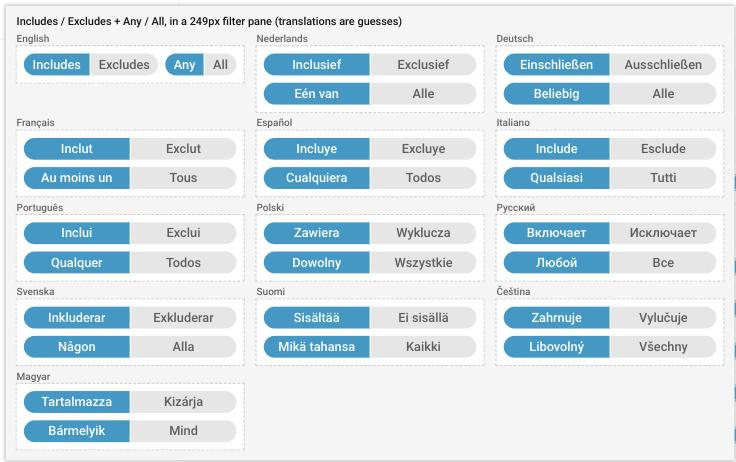 Includes / Excludes + Any / All, in a 249px filter pane (translations are guesses)
English
Includes Excludes Any All
Nederlands
Inclusief Exclusief
Eén van Alle
Deutsch
Einschließen Ausschließen
Beliebig Alle
Français
Inclut Exclut
Au moins un Tous
Español
Incluye Excluye
Cualquiera Todos
Italiano
Include Esclude
Qualsiasi Tutti
Português
Inclui Exclui
Qualquer Todos
Polski
Zawiera Wyklucza
Dowolny Wszystkie
Русский
Включает Исключает
Любой Все
Svenska
Inkluderar Exkluderar
Någon Alla
Suomi
Sisältää Ei sisällä
Mikä tahansa Kaikki
Čeština
Zahrnuje Vylučuje
Libovolný Všechny
Magyar
Tartalmazza Kizárja
Bármelyik Mind